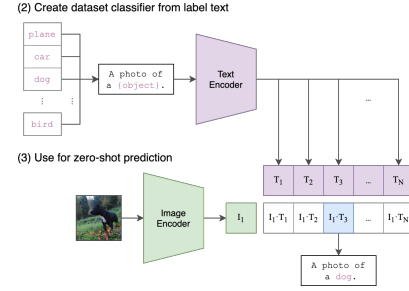 (2) Create dataset classifier from label text
plane
car
dog
⋮ ⋮
bird
A photo of
a {object}.
Text
Encoder
...
(3) Use for zero-shot prediction
Image
Encoder
I1
T1 T2 T3 ... TN
I1·T1 I1·T2 I1·T3 ... I1·TN
A photo of
a dog.